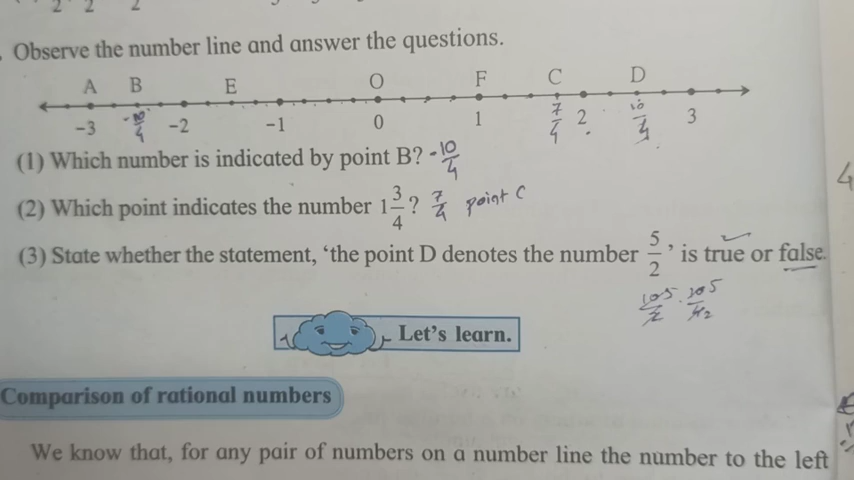 2 2 2
Observe the number line and answer the questions.
A B E O F C D
-3 -10/4 -2 -1 0 1 7/4 2 10/4 3
(1) Which number is indicated by point B? -10/4
(2) Which point indicates the number 1 3/4? 7/4 point C
(3) State whether the statement, ‘the point D denotes the number 5/2 ’ is true or false.
Let’s learn.
Comparison of rational numbers
We know that, for any pair of numbers on a number line the number to the left